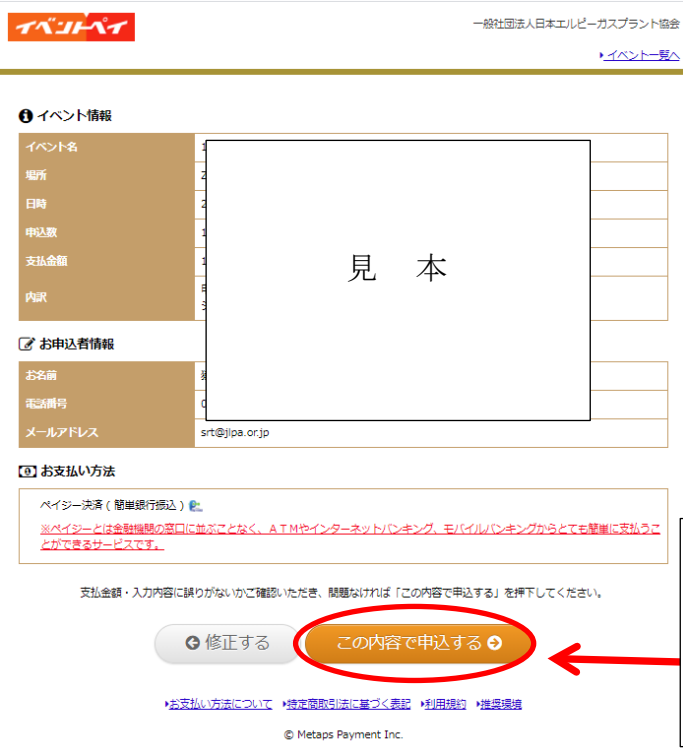 イベントペイ
一般社団法人日本エルピーガスプラント協会
イベント一覧へ
イベント情報
イベント名
場所
日時
申込数
支払金額
内訳
見 本
お申込者情報
お名前
電話番号
メールアドレス
srt@jlpa.or.jp
お支払い方法
ペイジー決済 ( 簡単銀行振込 )
※ペイジーとは金融機関の窓口に並ぶことなく、ＡＴＭやインターネットバンキング、モバイルバンキングからとても簡単に支払うこ
とができるサービスです。
支払金額・入力内容に誤りがないかご確認いただき、問題なければ「この内容で申込する」を押下してください。
修正する
この内容で申込する
お支払い方法について 特定商取引法に基づく表記 利用規約 推奨環境
© Metaps Payment Inc.